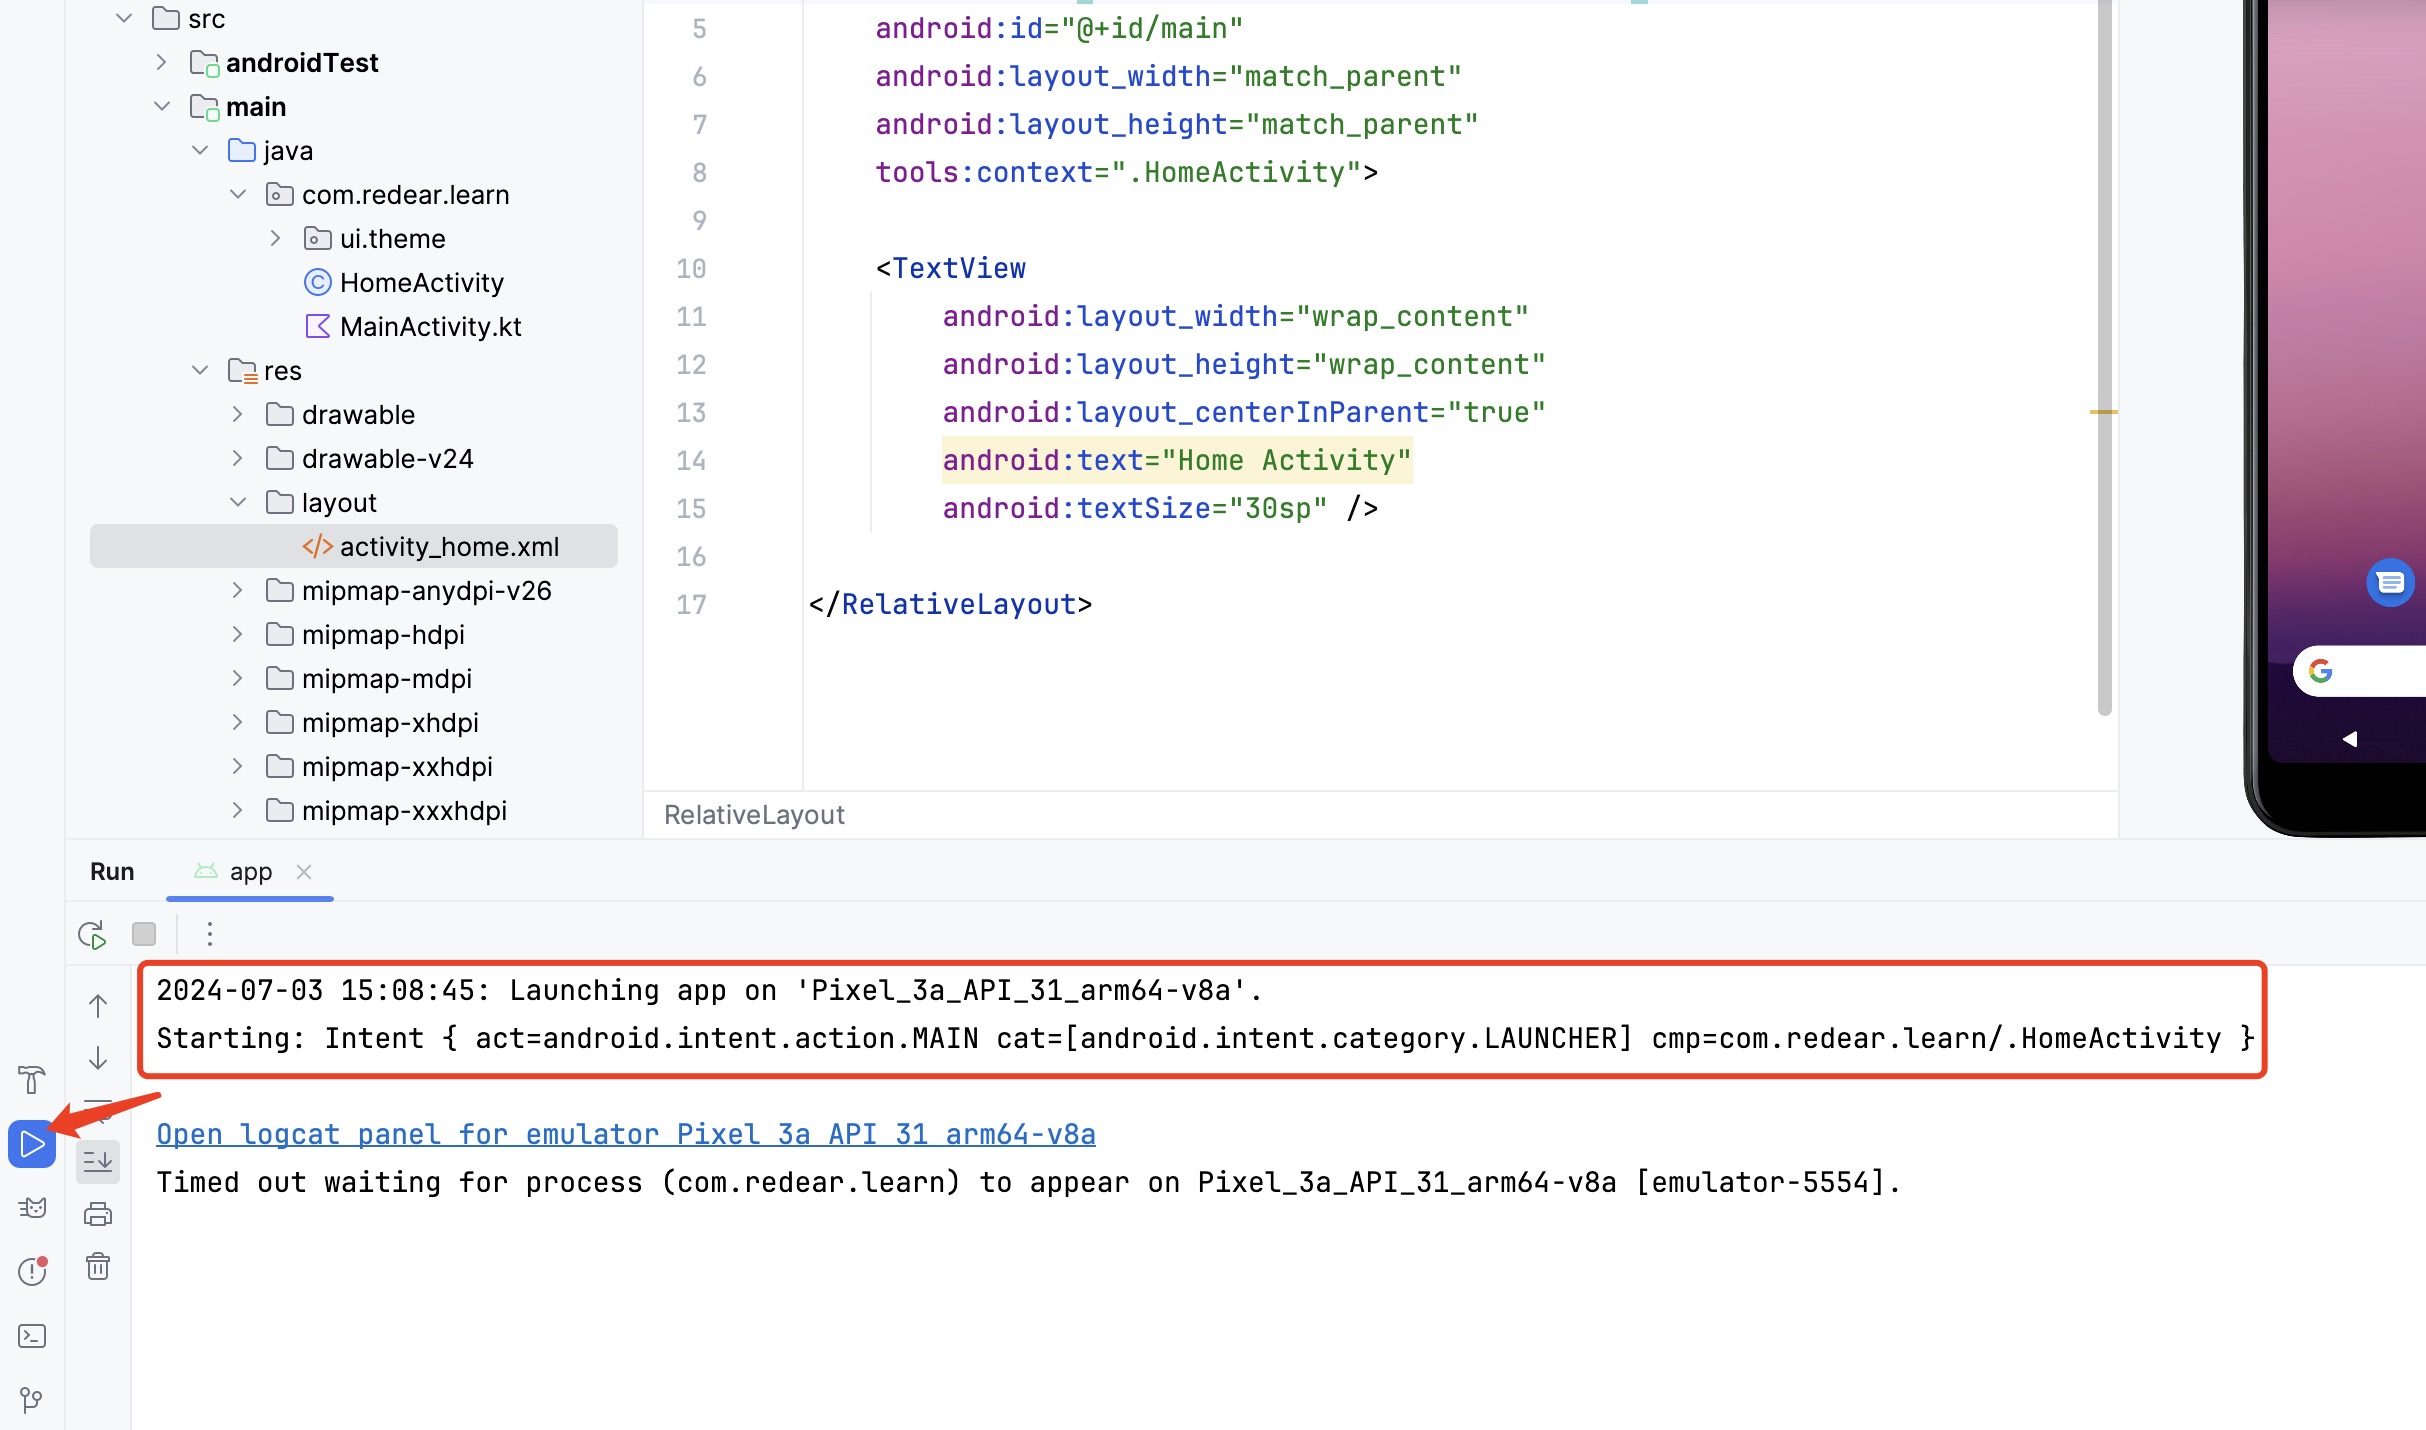 src
androidTest
main
java
com.redear.learn
ui.theme
HomeActivity
MainActivity.kt
res
drawable
drawable-v24
layout
activity_home.xml
mipmap-anydpi-v26
mipmap-hdpi
mipmap-mdpi
mipmap-xhdpi
mipmap-xxhdpi
mipmap-xxxhdpi
5 android:id="@+id/main"
6 android:layout_width="match_parent"
7 android:layout_height="match_parent"
8 tools:context=".HomeActivity">
9
10 <TextView
11 android:layout_width="wrap_content"
12 android:layout_height="wrap_content"
13 android:layout_centerInParent="true"
14 android:text="Home Activity"
15 android:textSize="30sp" />
16
17 </RelativeLayout>
RelativeLayout
Run app
2024-07-03 15:08:45: Launching app on 'Pixel_3a_API_31_arm64-v8a'.
Starting: Intent { act=android.intent.action.MAIN cat=[android.intent.category.LAUNCHER] cmp=com.redear.learn/.HomeActivity }
Open logcat panel for emulator Pixel 3a API 31 arm64-v8a
Timed out waiting for process (com.redear.learn) to appear on Pixel_3a_API_31_arm64-v8a [emulator-5554].